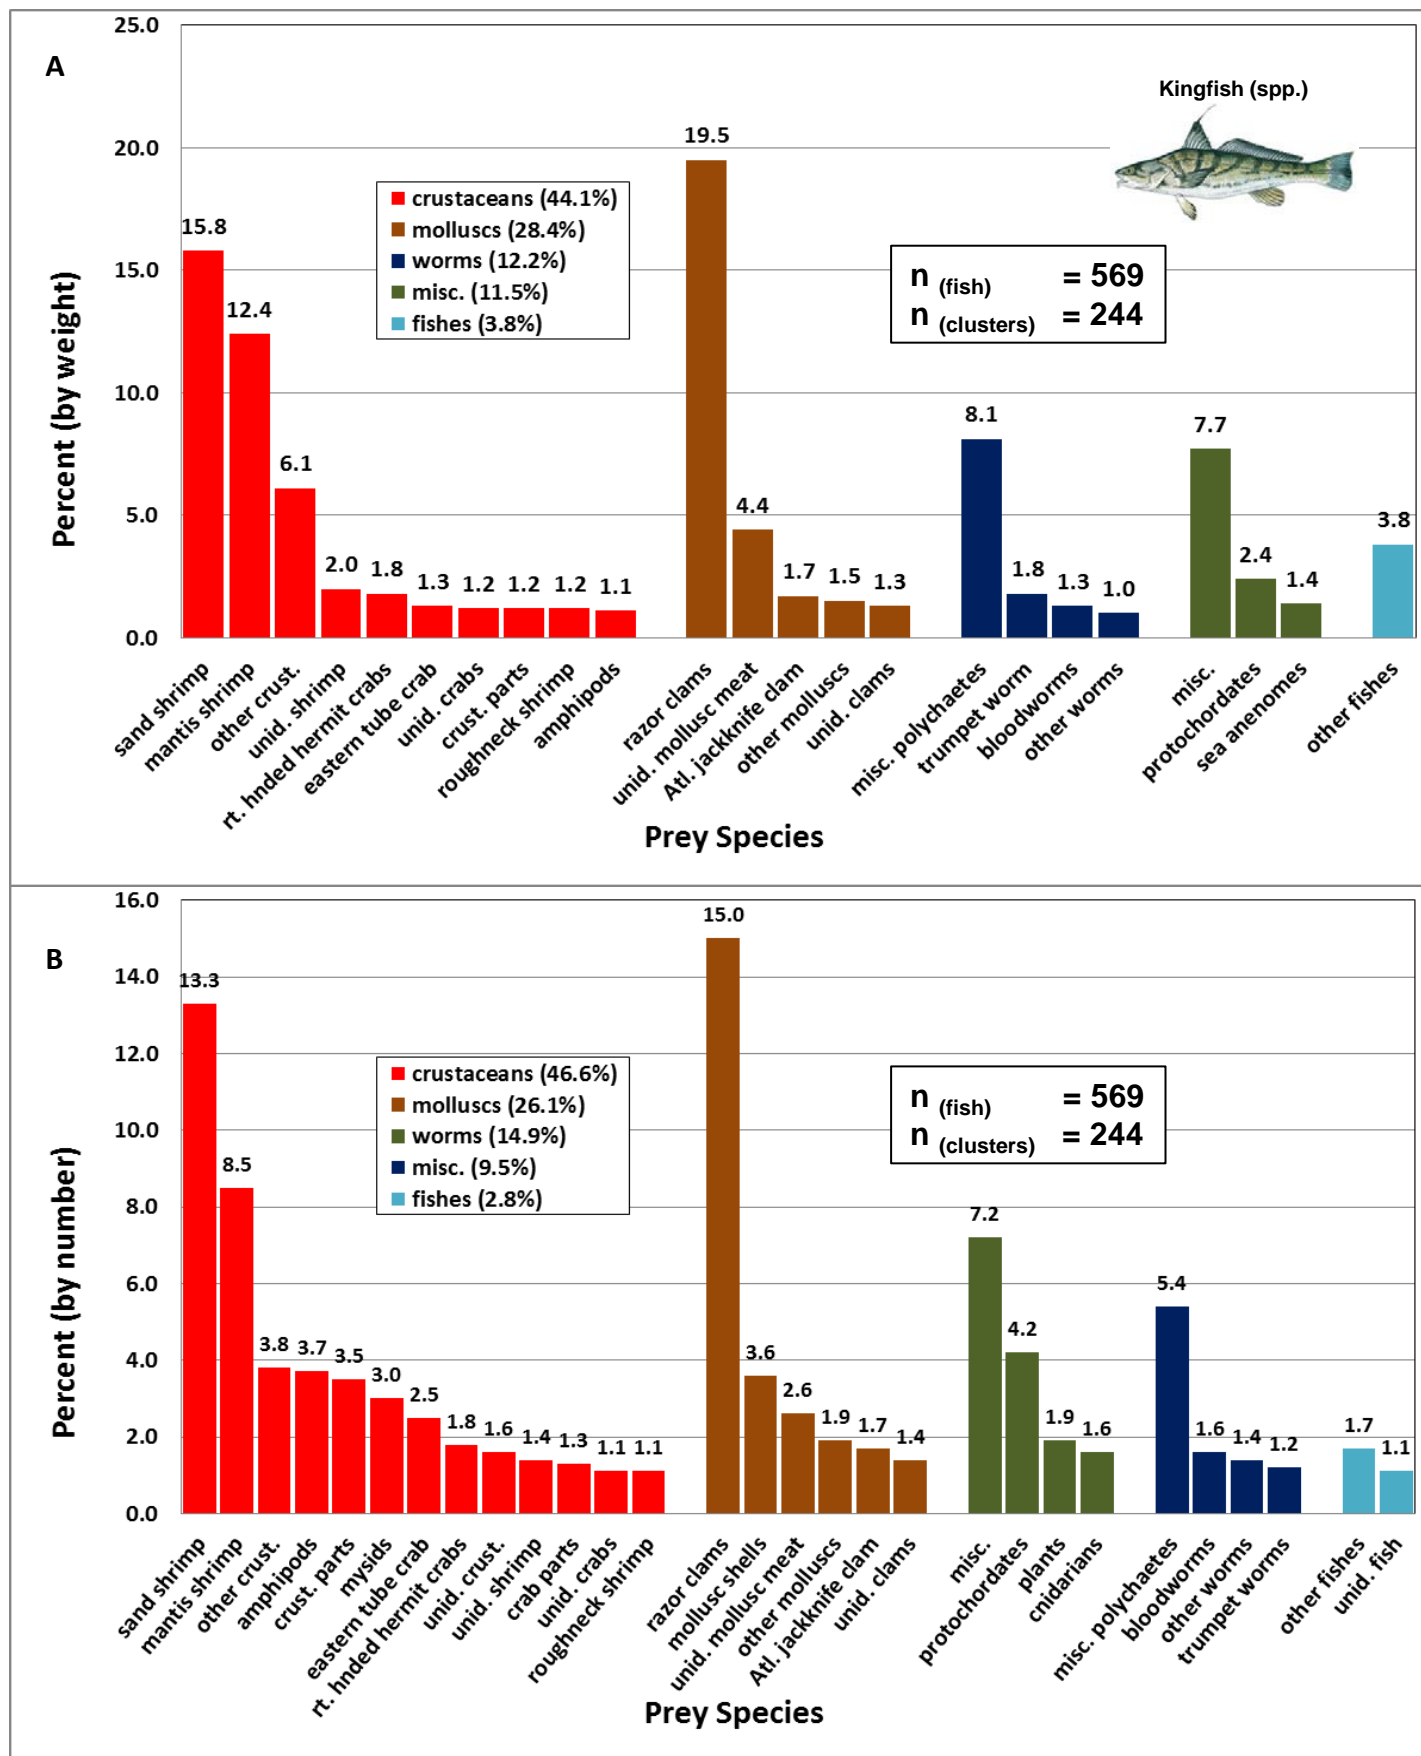 A
Kingfish (spp.)
25.0
20.0
15.0
10.0
5.0
0.0
Percent (by weight)
crustaceans (44.1%)
molluscs (28.4%)
worms (12.2%)
misc. (11.5%)
fishes (3.8%)
n (fish) = 569
n (clusters) = 244
15.8
12.4
6.1
2.0
1.8
1.3
1.2
1.2
1.2
1.1
19.5
4.4
1.7
1.5
1.3
8.1
1.8
1.3
1.0
7.7
2.4
1.4
3.8
sand shrimp
mantis shrimp
other crust.
unid. shrimp
rt. hnded hermit crabs
eastern tube crab
unid. crabs
crust. parts
roughneck shrimp
amphipods
razor clams
unid. mollusc meat
Atl. jackknife clam
other molluscs
unid. clams
misc. polychaetes
trumpet worm
bloodworms
other worms
misc.
protochordates
sea anenomes
other fishes
Prey Species
B
16.0
14.0
12.0
10.0
8.0
6.0
4.0
2.0
0.0
Percent (by number)
crustaceans (46.6%)
molluscs (26.1%)
worms (14.9%)
misc. (9.5%)
fishes (2.8%)
n (fish) = 569
n (clusters) = 244
13.3
8.5
3.8
3.7
3.5
3.0
2.5
1.8
1.6
1.4
1.3
1.1
1.1
15.0
3.6
2.6
1.9
1.7
1.4
7.2
4.2
1.9
1.6
5.4
1.6
1.4
1.2
1.7
1.1
sand shrimp
mantis shrimp
other crust.
amphipods
crust. parts
mysids
eastern tube crab
rt. hnded hermit crabs
unid. crust.
unid. shrimp
crab parts
unid. crabs
roughneck shrimp
razor clams
mollusc shells
unid. mollusc meat
other molluscs
Atl. jackknife clam
unid. clams
misc.
protochordates
plants
cnidarians
misc. polychaetes
bloodworms
other worms
trumpet worms
other fishes
unid. fish
Prey Species